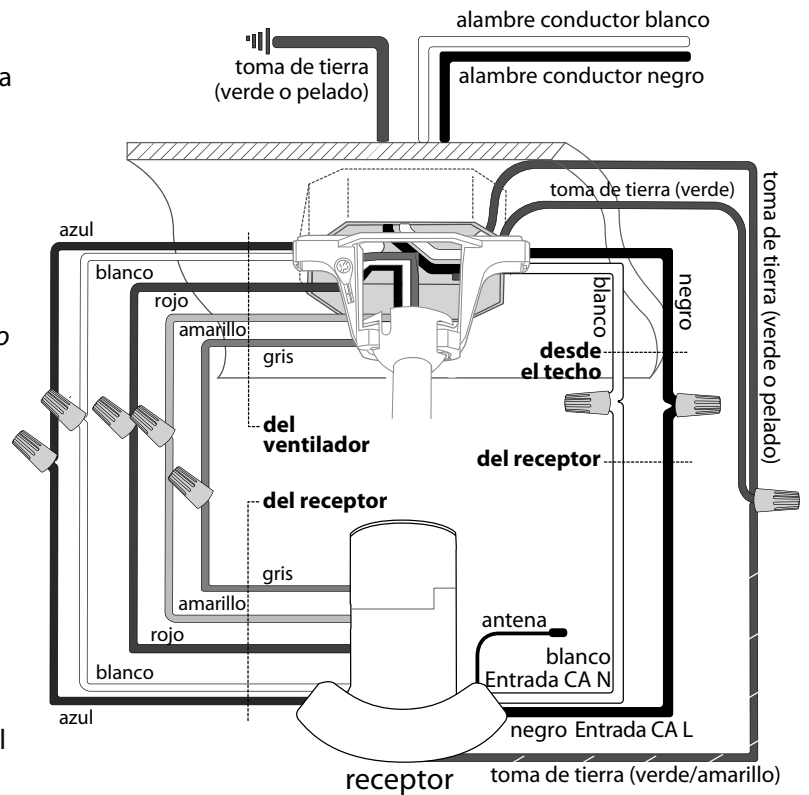 alambre conductor blanco
toma de tierra
(verde o pelado)
alambre conductor negro
a
toma de tierra (verde)
toma de tierra (verde o pelado)
azul
blanco
rojo
amarillo
gris
blanco
negro
o
desde
el techo
del
ventilador
del receptor
del receptor
gris
amarillo
rojo
blanco
azul
antena
blanco
Entrada CA N
negro Entrada CA L
l
receptor
toma de tierra (verde/amarillo)